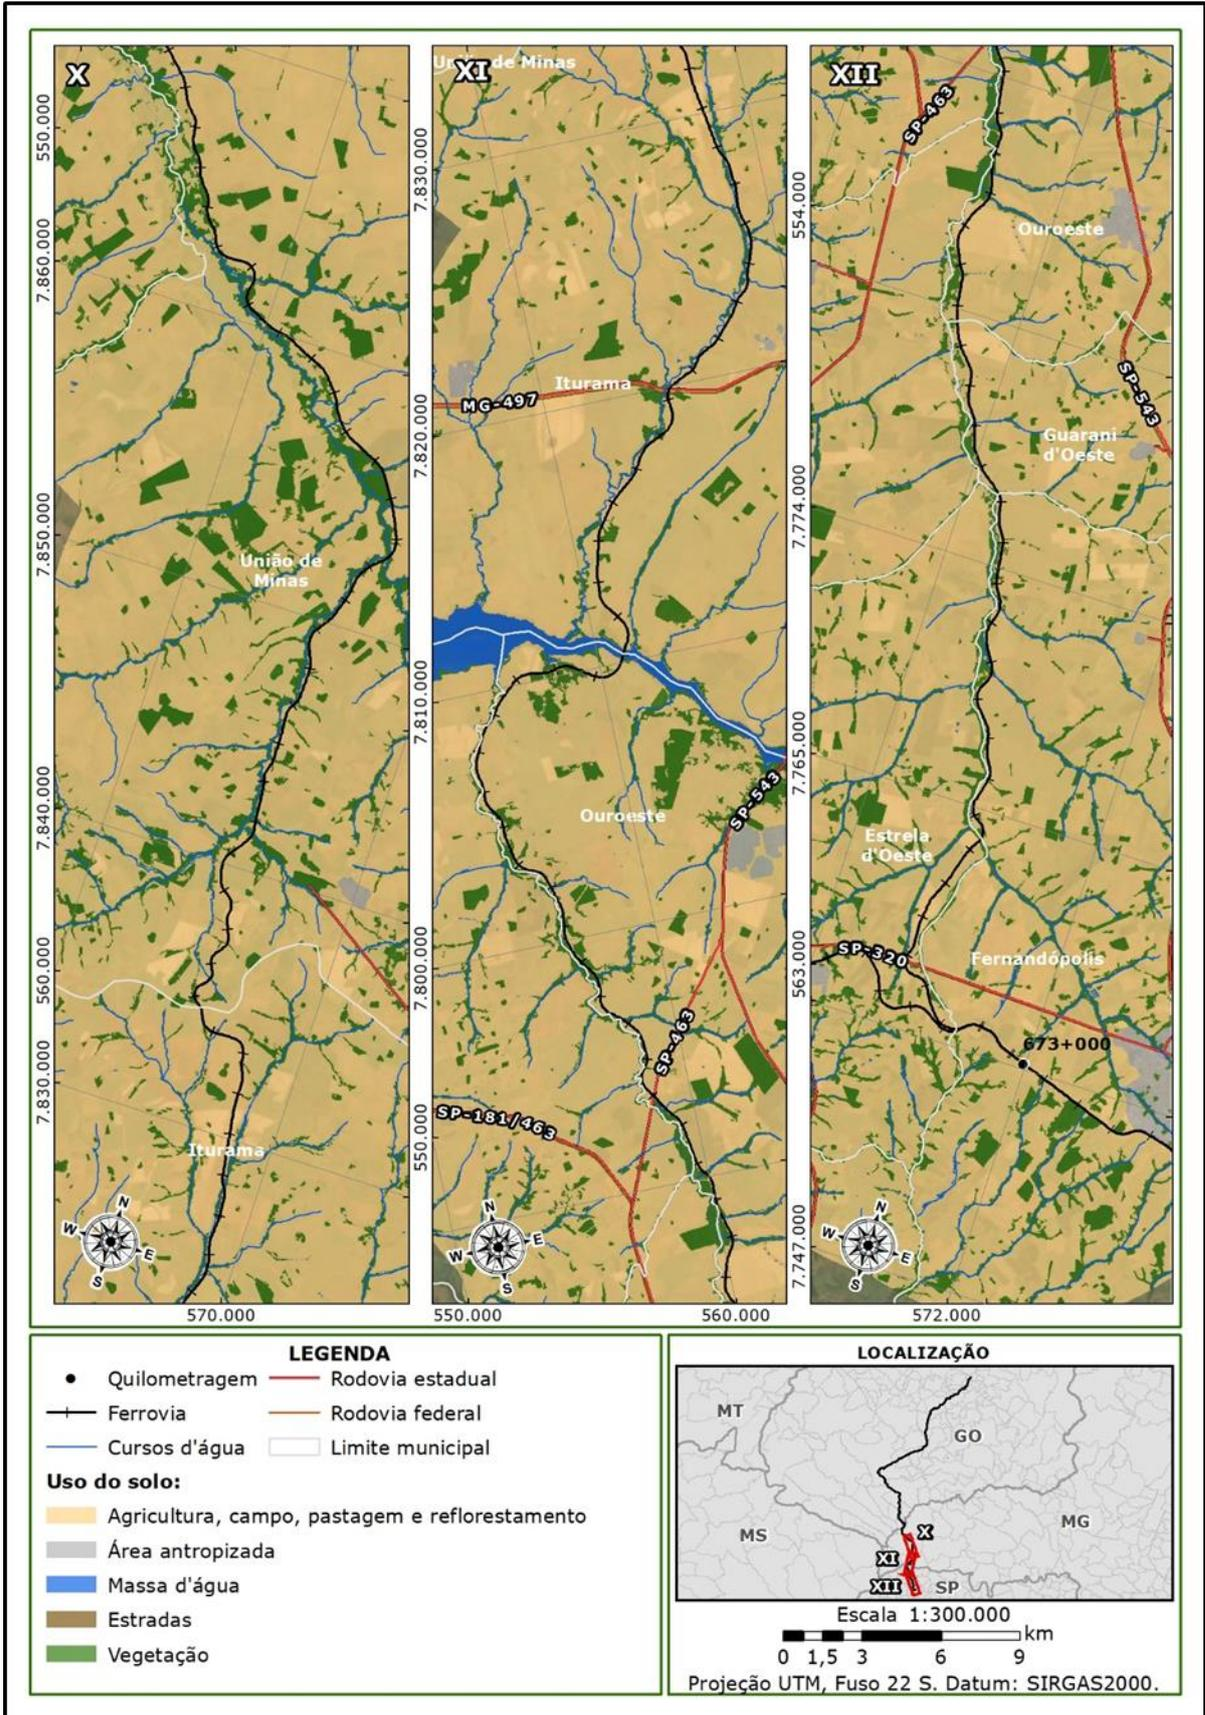 X
550.000
7.860.000
7.850.000
União de
Minas
7.840.000
560.000
7.830.000
Iturama
N
W
E
S
570.000
União de Minas
XI
7.830.000
Iturama
MG-497
7.820.000
7.810.000
Ouroeste
SP-543
7.800.000
SP-463
SP-181/463
550.000
N
W
E
S
550.000
560.000
XII
SP-463
554.000
Ouroeste
SP-543
Guarani
d'Oeste
7.774.000
7.765.000
Estrela
d'Oeste
SP-320
Fernandópolis
563.000
673+000
7.747.000
N
W
E
S
572.000
LEGENDA
Quilometragem
Rodovia estadual
Ferrovia
Rodovia federal
Cursos d'água
Limite municipal
Uso do solo:
Agricultura, campo, pastagem e reflorestamento
Área antropizada
Massa d'água
Estradas
Vegetação
LOCALIZAÇÃO
MT
GO
MS
MG
X
XI
XII
SP
Escala 1:300.000
km
0 1,5 3 6 9
Projeção UTM, Fuso 22 S. Datum: SIRGAS2000.